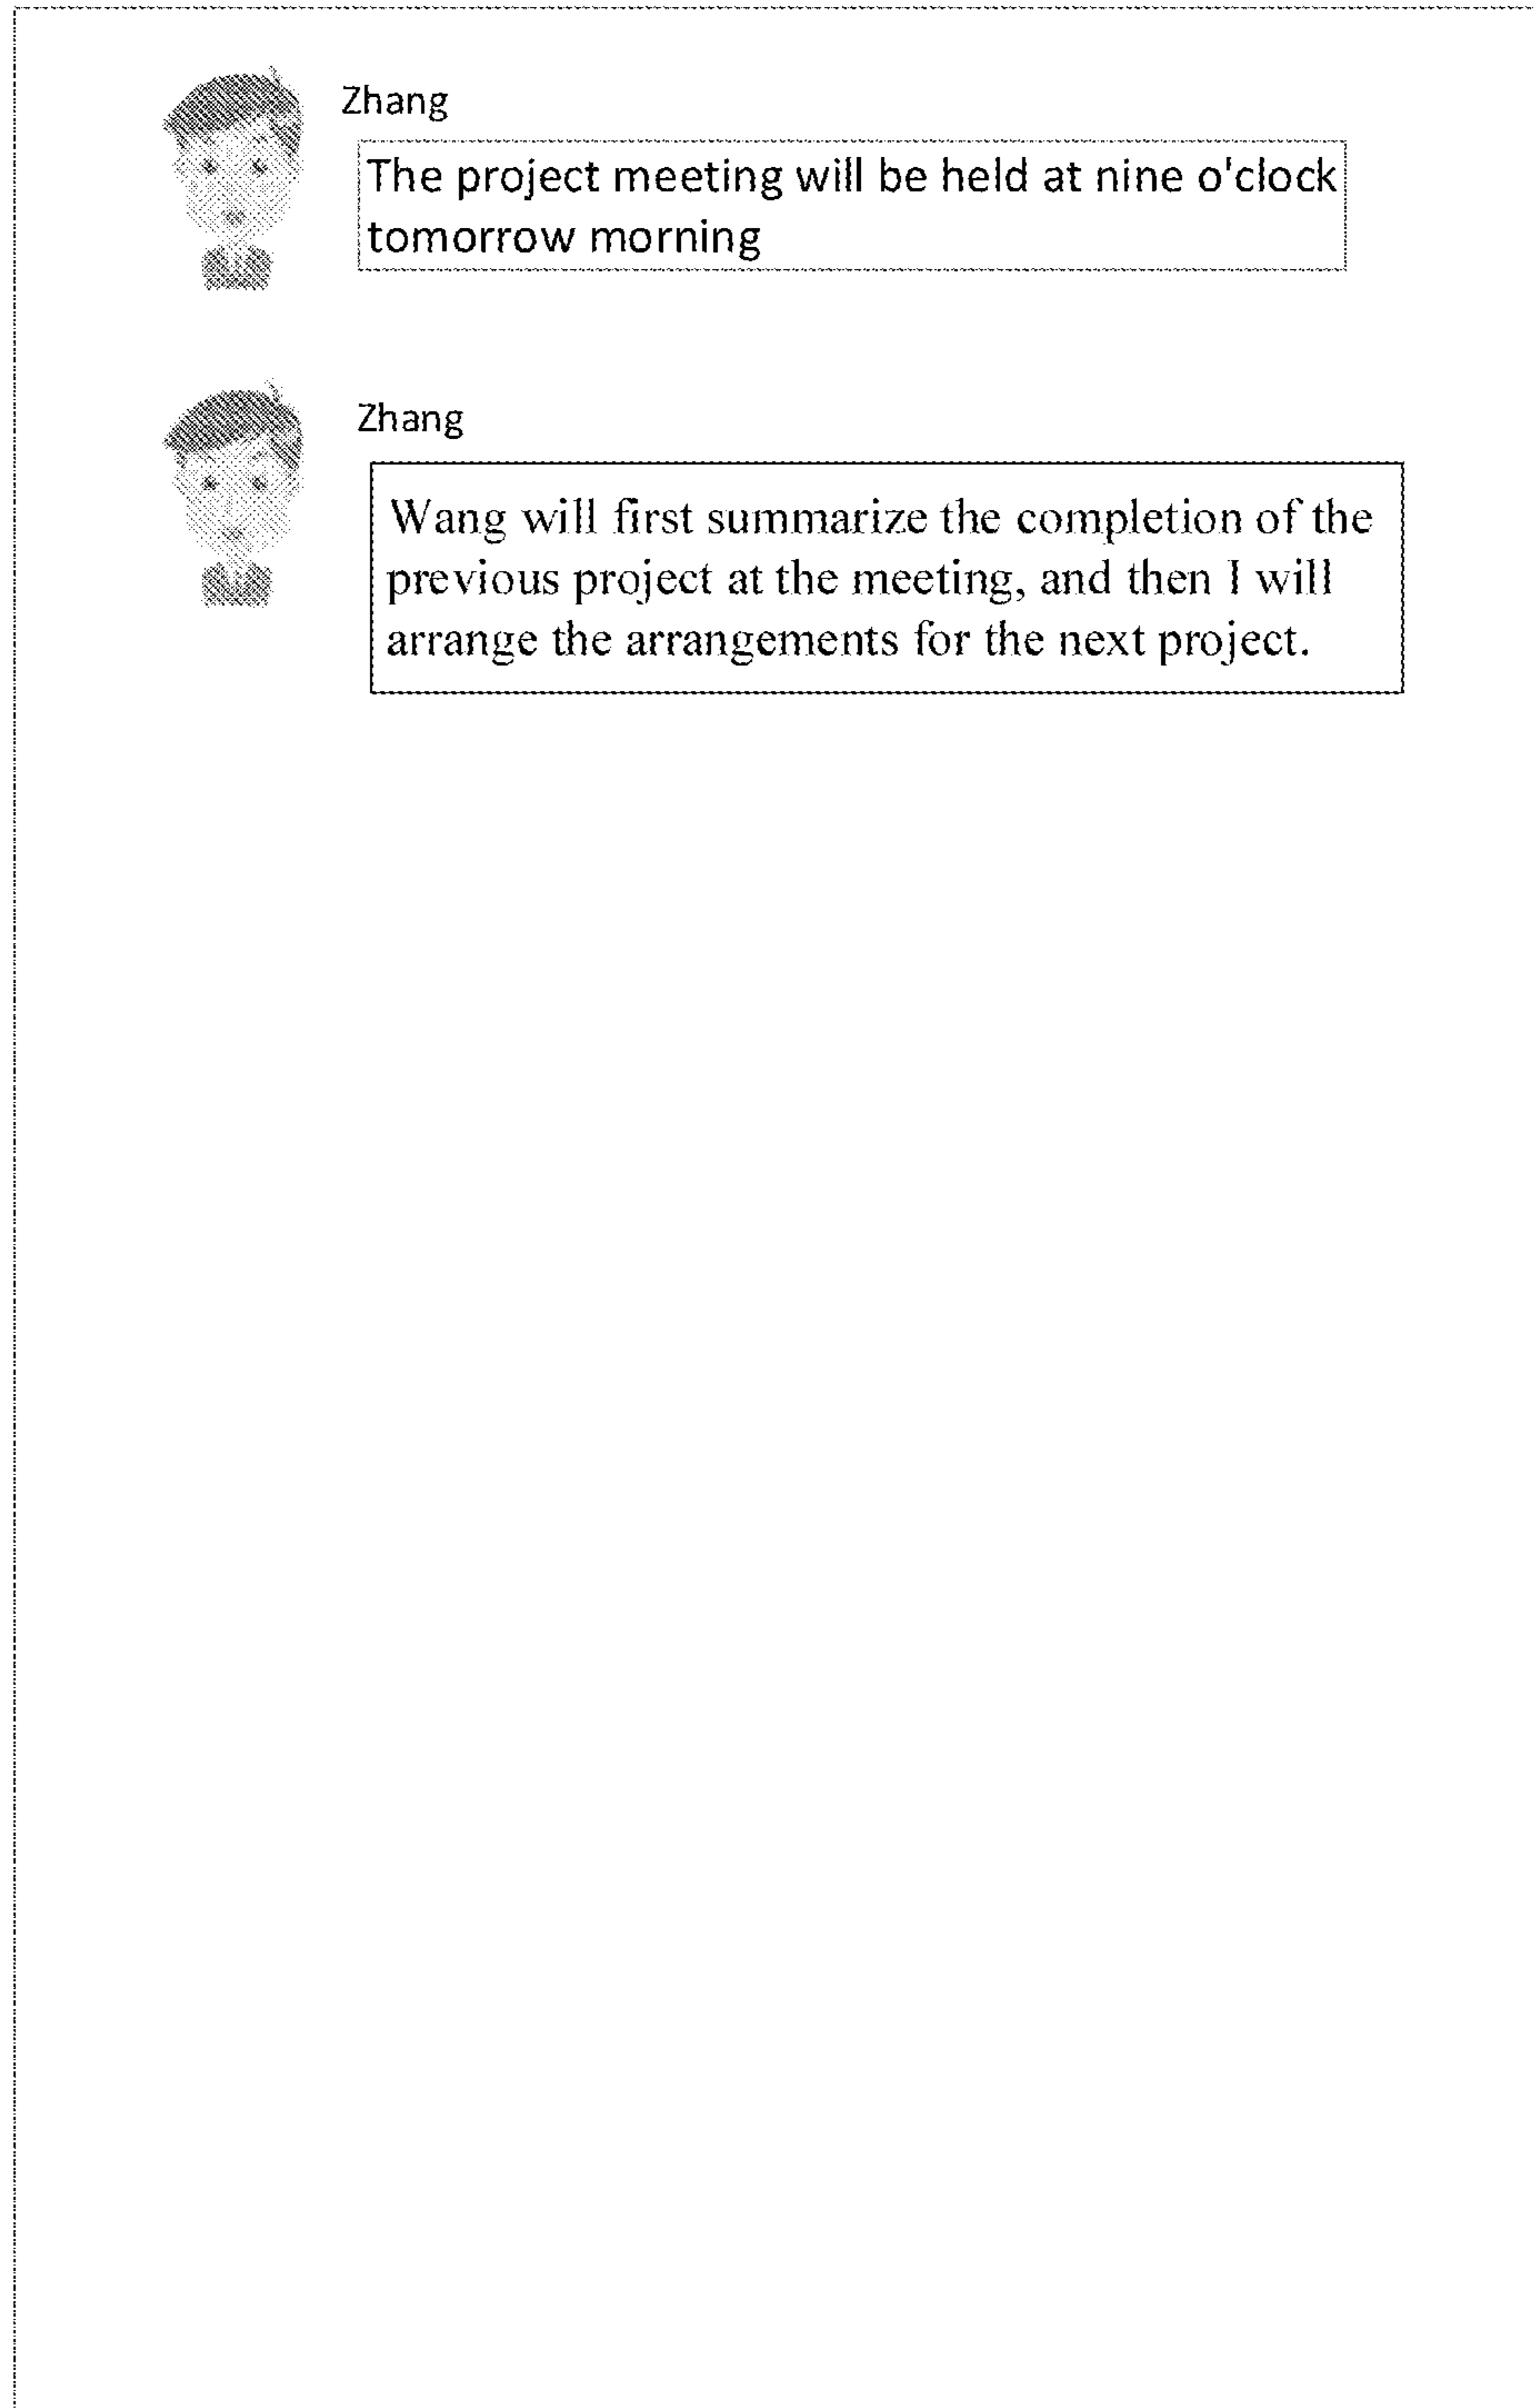 Zhang
The project meeting will be held at nine o'clock
tomorrow morning
Zhang
Wang will first summarize the completion of the
previous project at the meeting, and then I will
arrange the arrangements for the next project.